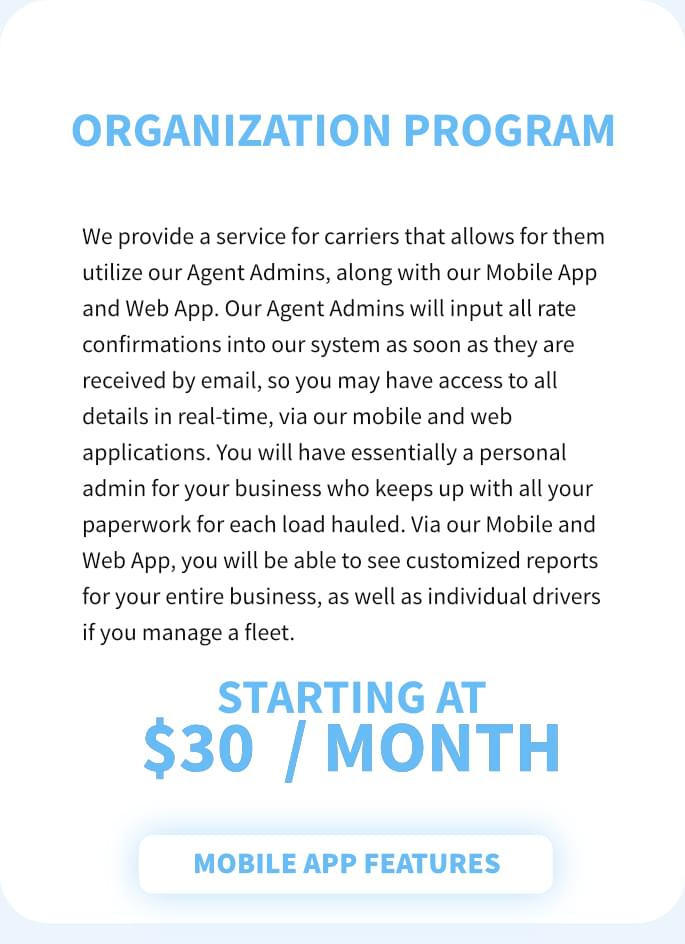 ORGANIZATION PROGRAM
We provide a service for carriers that allows for them
utilize our Agent Admins, along with our Mobile App
and Web App. Our Agent Admins will input all rate
confirmations into our system as soon as they are
received by email, so you may have access to all
details in real-time, via our mobile and web
applications. You will have essentially a personal
admin for your business who keeps up with all your
paperwork for each load hauled. Via our Mobile and
Web App, you will be able to see customized reports
for your entire business, as well as individual drivers
if you manage a fleet.
STARTING AT
$30 / MONTH
MOBILE APP FEATURES